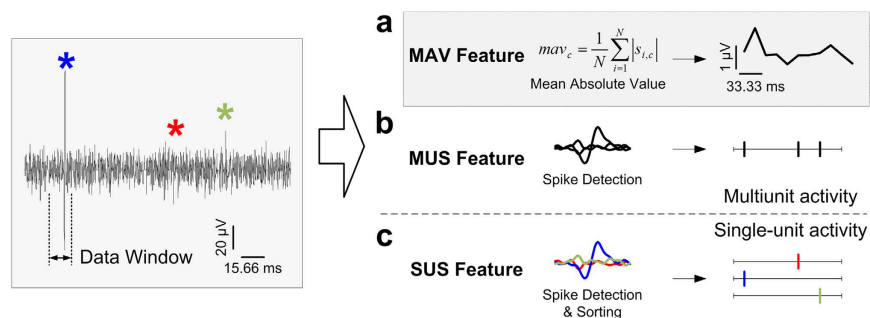 *
*
*
Data Window
20 µV
15.66 ms
a
MAV Feature
mav_c = 1/N ∑_{i=1}^{N} |s_{i,c}|
Mean Absolute Value
1 µV
33.33 ms
b
MUS Feature
Spike Detection
Multiunit activity
c
Single-unit activity
SUS Feature
Spike Detection
& Sorting